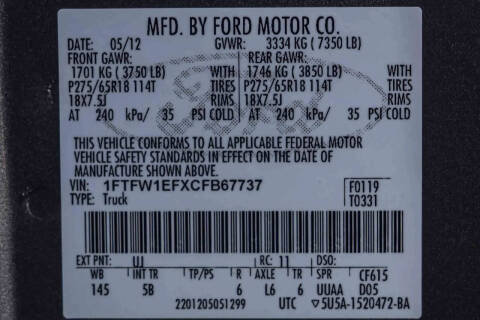 MFD. BY FORD MOTOR CO.
DATE: 05/12 GVWR: 3334 KG ( 7350 LB)
FRONT GAWR: REAR GAWR:
1701 KG ( 3750 LB) WITH 1746 KG ( 3850 LB) WITH
P275/65R18 114T TIRES P275/65R18 114T TIRES
18X7.5J RIMS 18X7.5J RIMS
AT 240 kPa/ 35 PSI COLD AT 240 kPa/ 35 PSI COLD
THIS VEHICLE CONFORMS TO ALL APPLICABLE FEDERAL MOTOR
VEHICLE SAFETY STANDARDS IN EFFECT ON THE DATE OF
MANUFACTURE SHOWN ABOVE.
VIN: 1FTFW1EFXCFB67737 F0119
TYPE: Truck T0331
EXT PNT: UJ RC: 11 DSO:
WB INT TR TP/PS R AXLE TR SPR CF615
145 5B 6 L6 6 UUAA D05
2201205051299 UTC 5U5A-1520472-BA